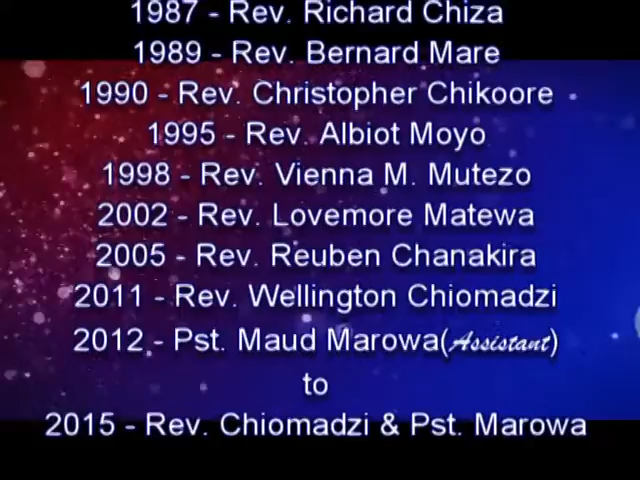 1987 - Rev. Richard Chiza
1989 - Rev. Bernard Mare
1990 - Rev. Christopher Chikoore
1995 - Rev. Albiot Moyo
1998 - Rev. Vienna M. Mutezo
2002 - Rev. Lovemore Matewa
2005 - Rev. Reuben Chanakira
2011 - Rev. Wellington Chiomadzi
2012 - Pst. Maud Marowa(Assistant)
to
2015 - Rev. Chiomadzi & Pst. Marowa